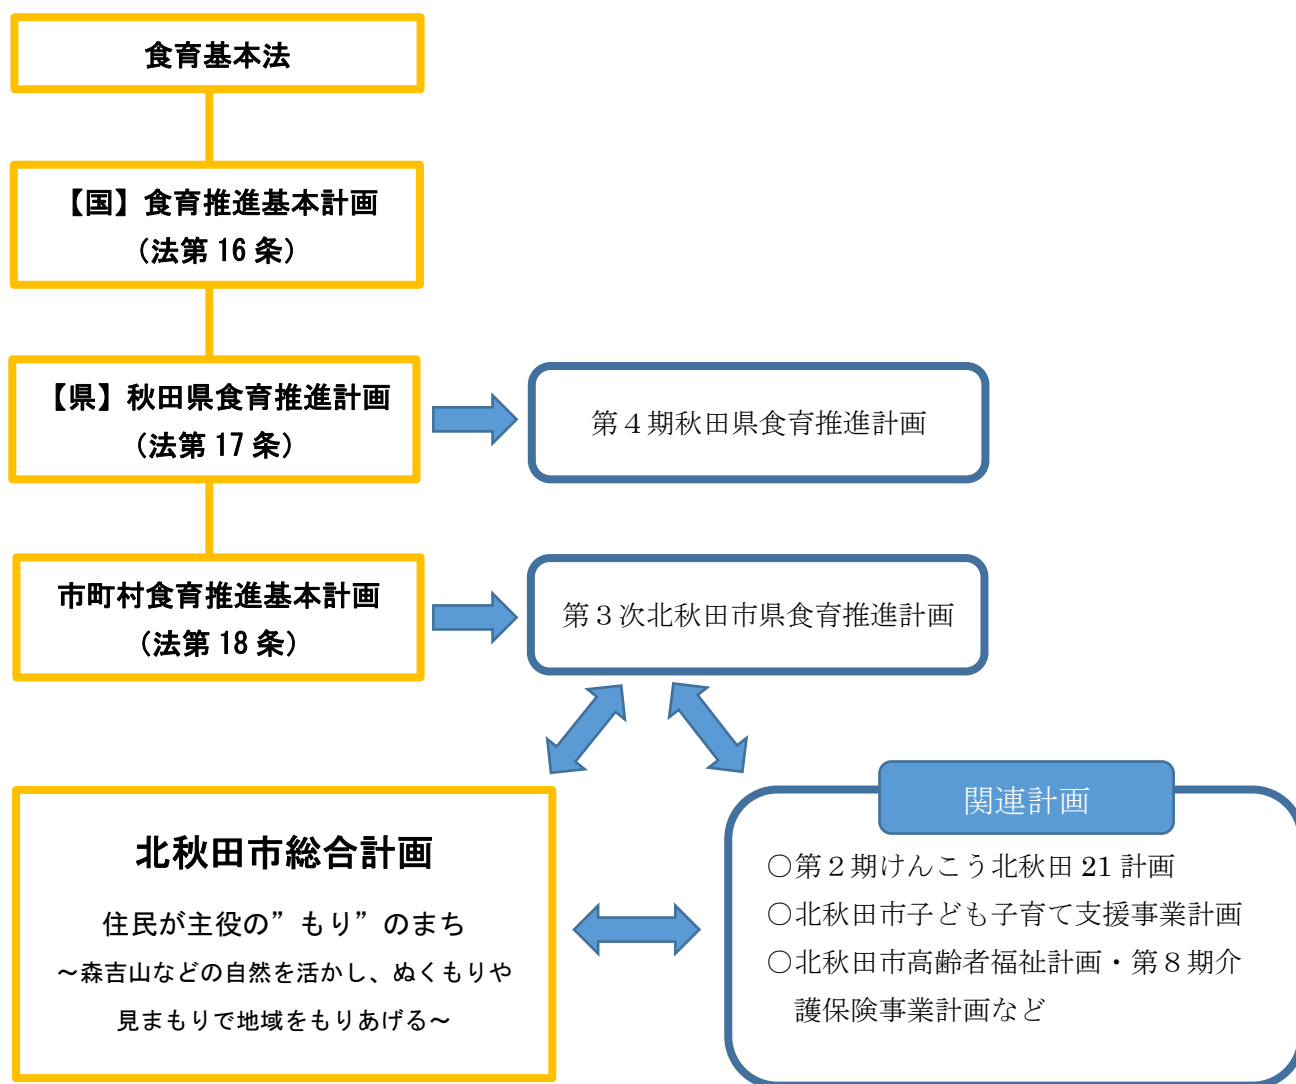 食育基本法
【国】食育推進基本計画
（法第 16 条）
【県】秋田県食育推進計画
（法第 17 条）
第４期秋田県食育推進計画
市町村食育推進基本計画
（法第 18 条）
第３次北秋田市県食育推進計画
北秋田市総合計画
住民が主役の”もり”のまち
～森吉山などの自然を活かし、ぬくもりや
見まもりで地域をもりあげる～
関連計画
○第２期けんこう北秋田 21 計画
○北秋田市子ども子育て支援事業計画
○北秋田市高齢者福祉計画・第８期介
護保険事業計画など